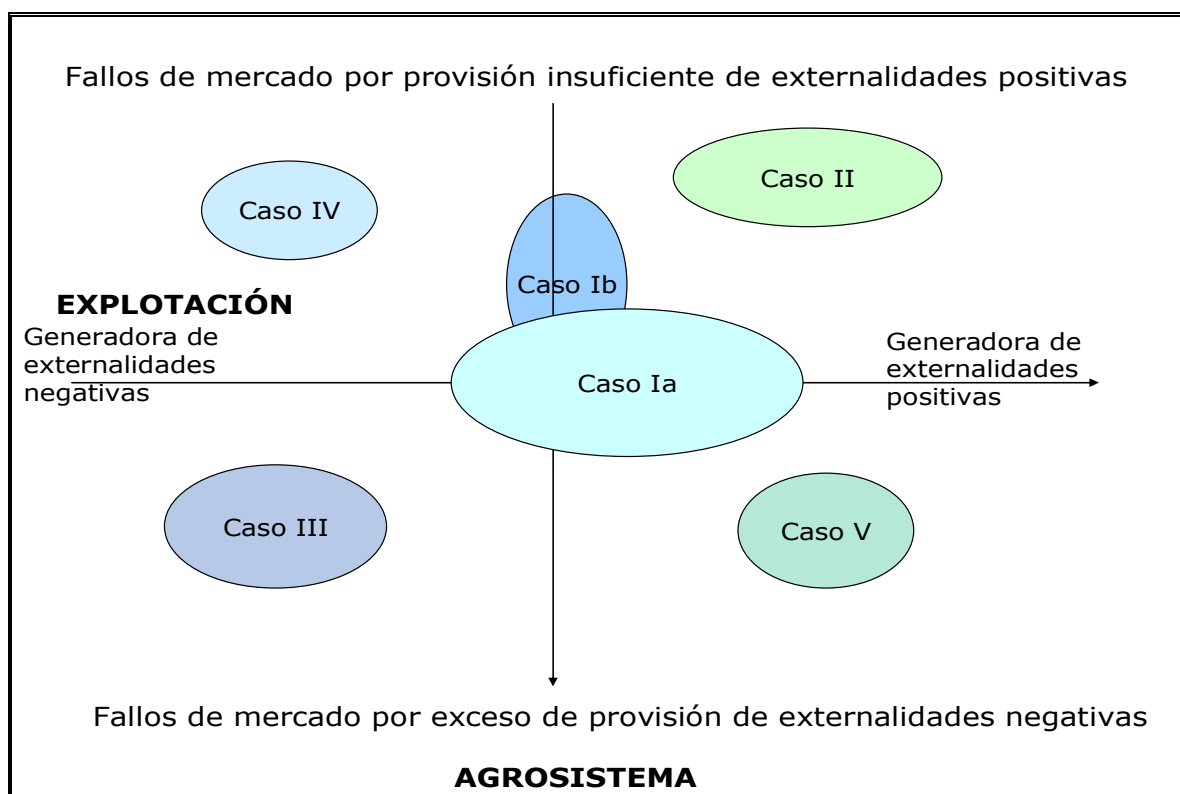 Fallos de mercado por provisión insuficiente de externalidades positivas
Caso II
Caso IV
Caso Ib
EXPLOTACIÓN
Generadora de
externalidades
negativas
Generadora de
externalidades
positivas
Caso Ia
Caso III
Caso V
Fallos de mercado por exceso de provisión de externalidades negativas
AGROSISTEMA